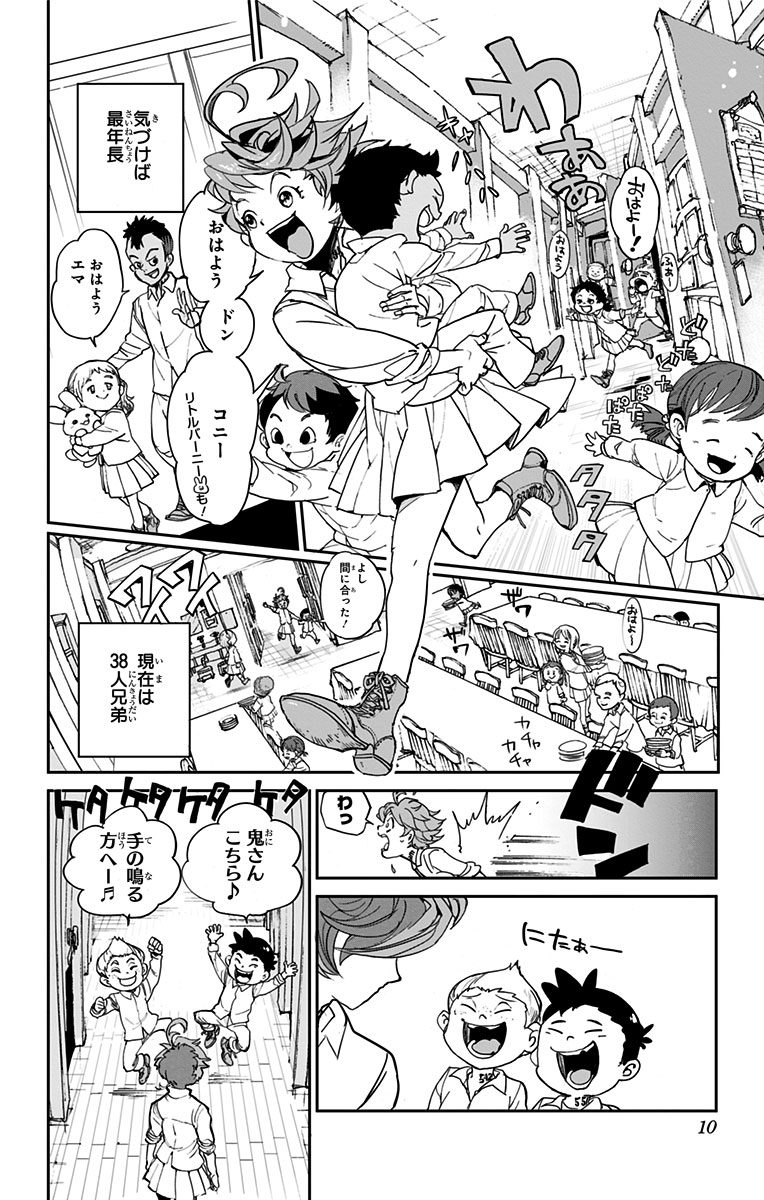 わあああ
おはよー！
おはよう
ふぁー
どたどた
ぱたぱた
タタタ
気づけば
最年長
おはよう
ドン
コニー
リトルバーニーも！
おはよう
エマ
おはよ〜
ザワザワ
カチャ
カチャ
よし
間に合った！
ワイワイ
現在は
38人兄弟
ドン
わっ
にたぁー
ケタケタケタケタ
鬼さん
こちら♪
手の鳴る
方へー♬
10